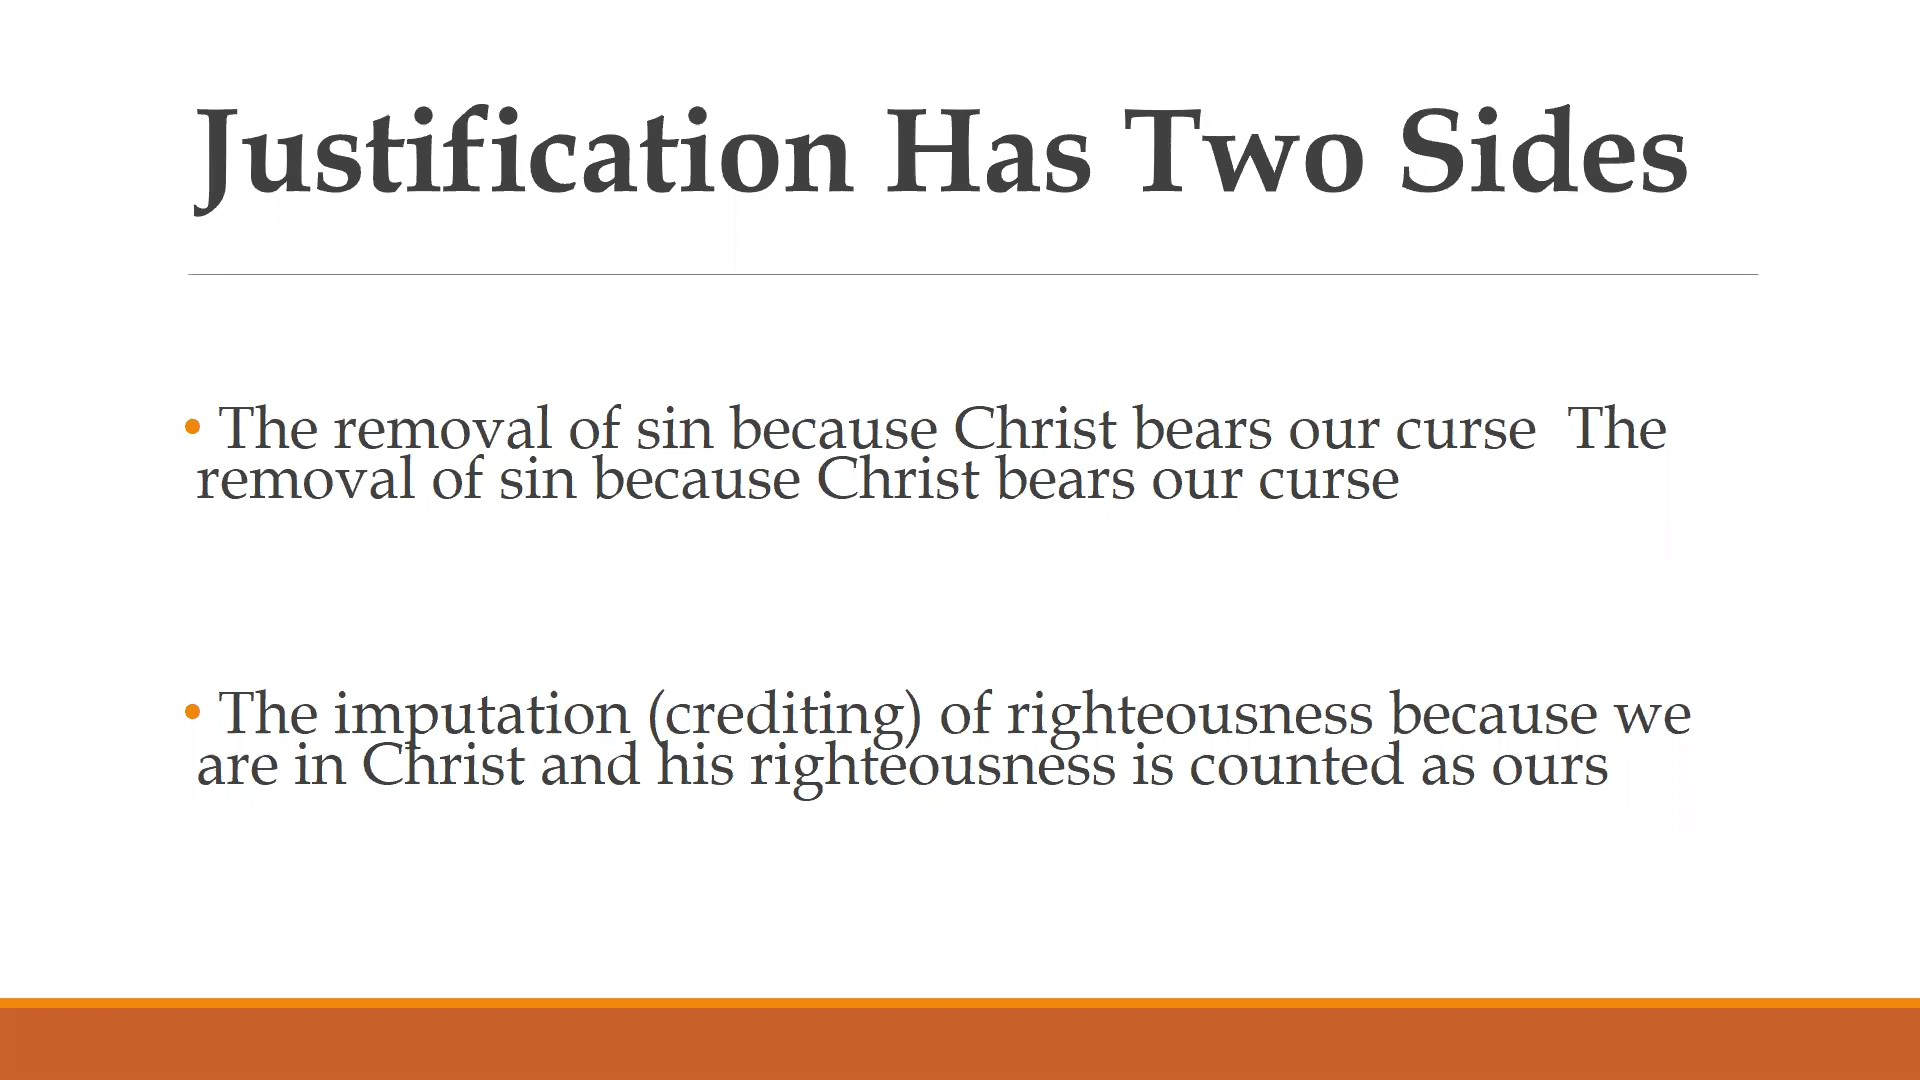 Justification Has Two Sides
• The removal of sin because Christ bears our curse  The
removal of sin because Christ bears our curse
• The imputation (crediting) of righteousness because we
are in Christ and his righteousness is counted as ours